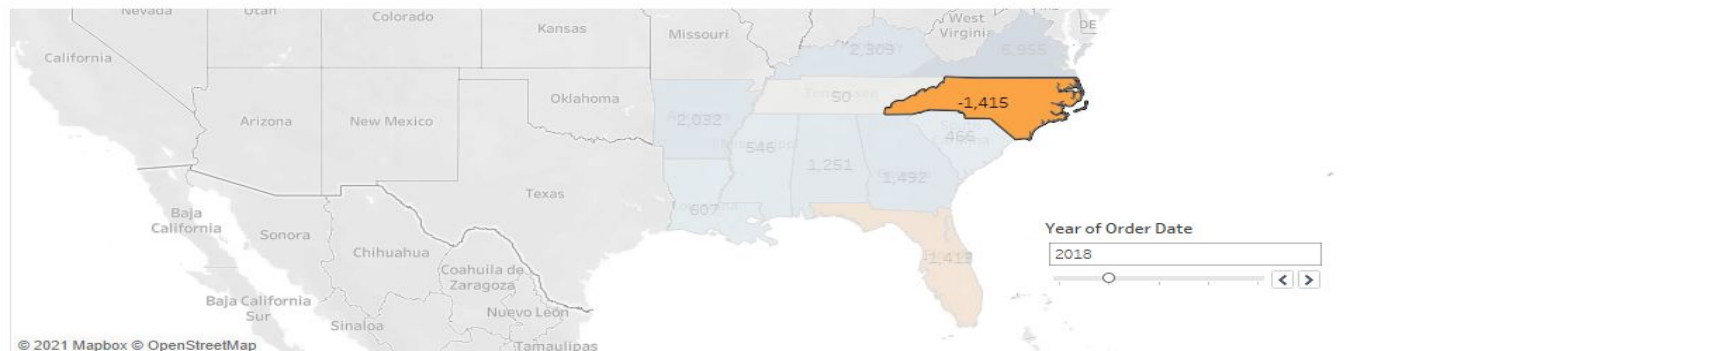 Nevada
Utah
Colorado
Kansas
Missouri
West
Virginia
DE
California
2,309
5,955
Oklahoma
50
-1,415
Arizona
New Mexico
2,032
466
546
1,251
1,492
Texas
607
Baja
California
Sonora
Chihuahua
-1,413
Year of Order Date
2018
Coahuila de
Zaragoza
Baja California
Sur
Nuevo León
Sinaloa
Tamaulipas
© 2021 Mapbox © OpenStreetMap